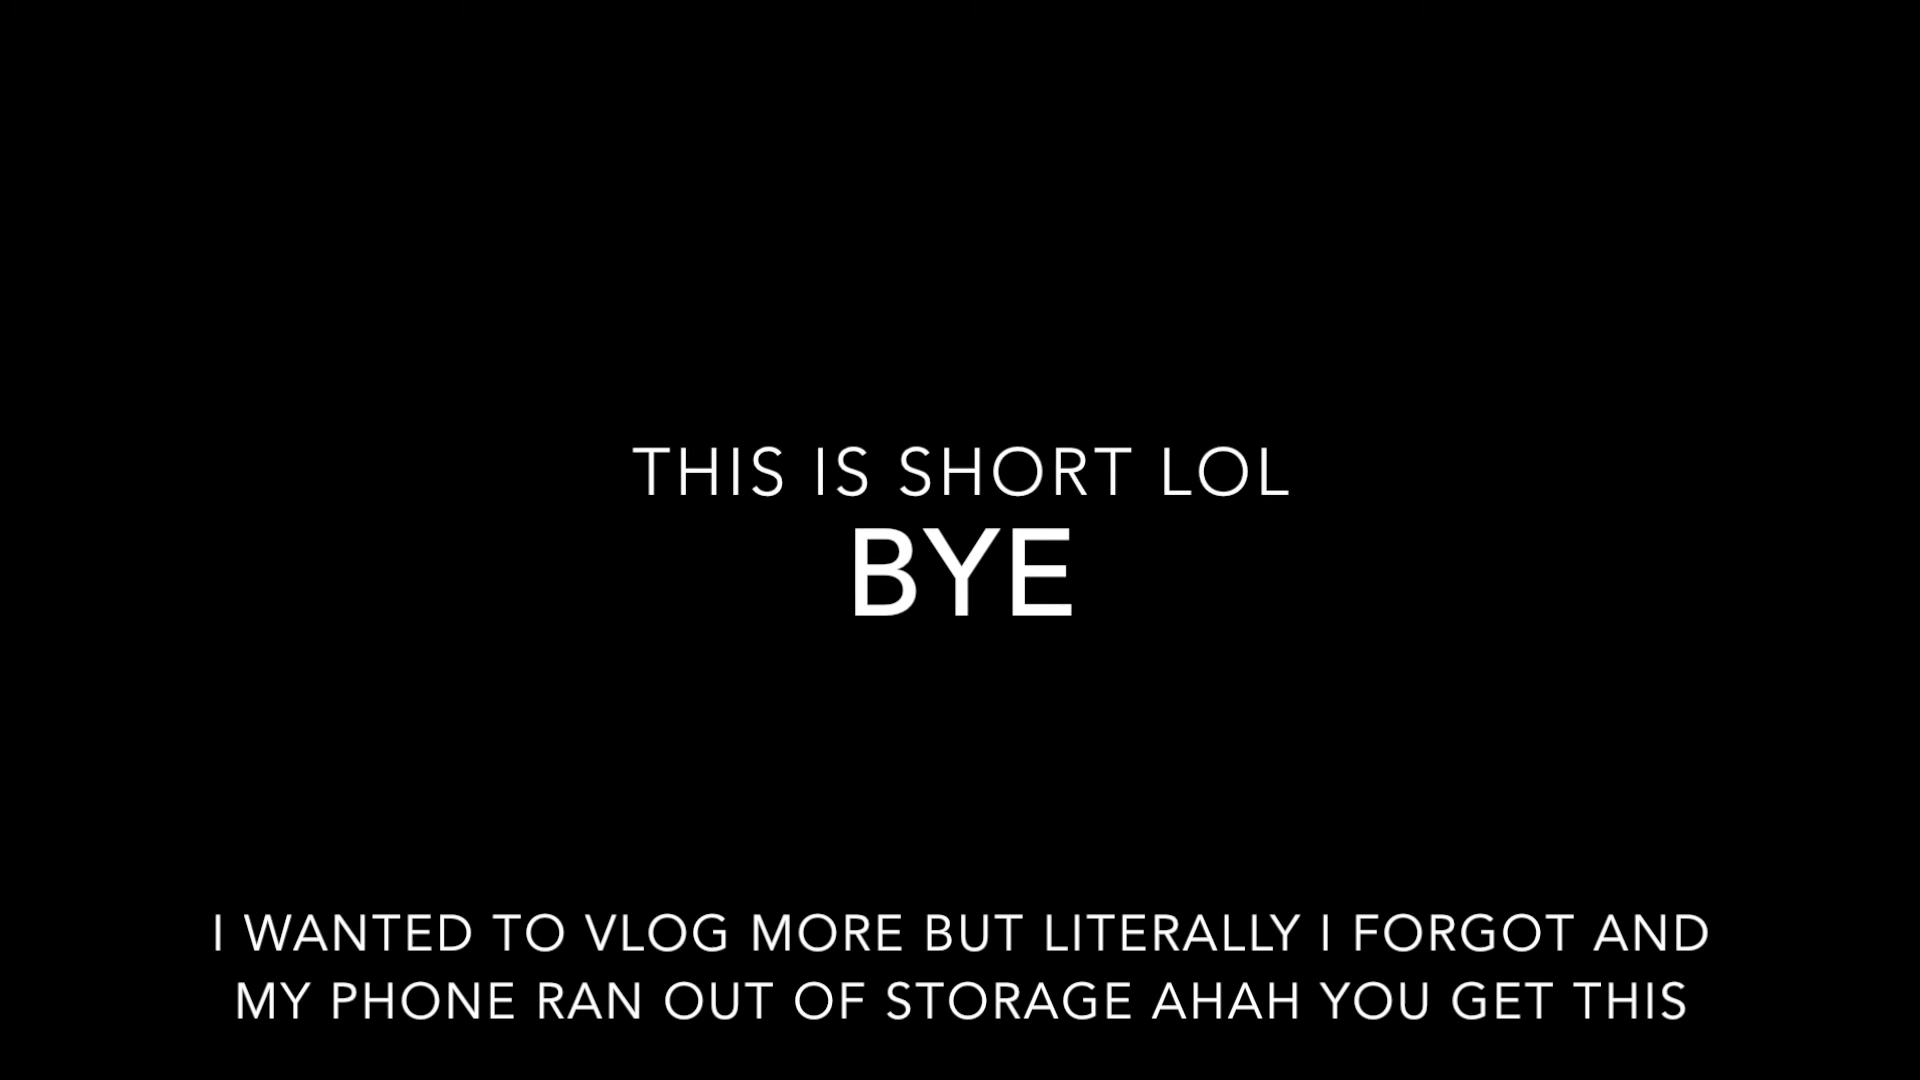 THIS IS SHORT LOL
BYE
I WANTED TO VLOG MORE BUT LITERALLY I FORGOT AND
MY PHONE RAN OUT OF STORAGE AHAH YOU GET THIS